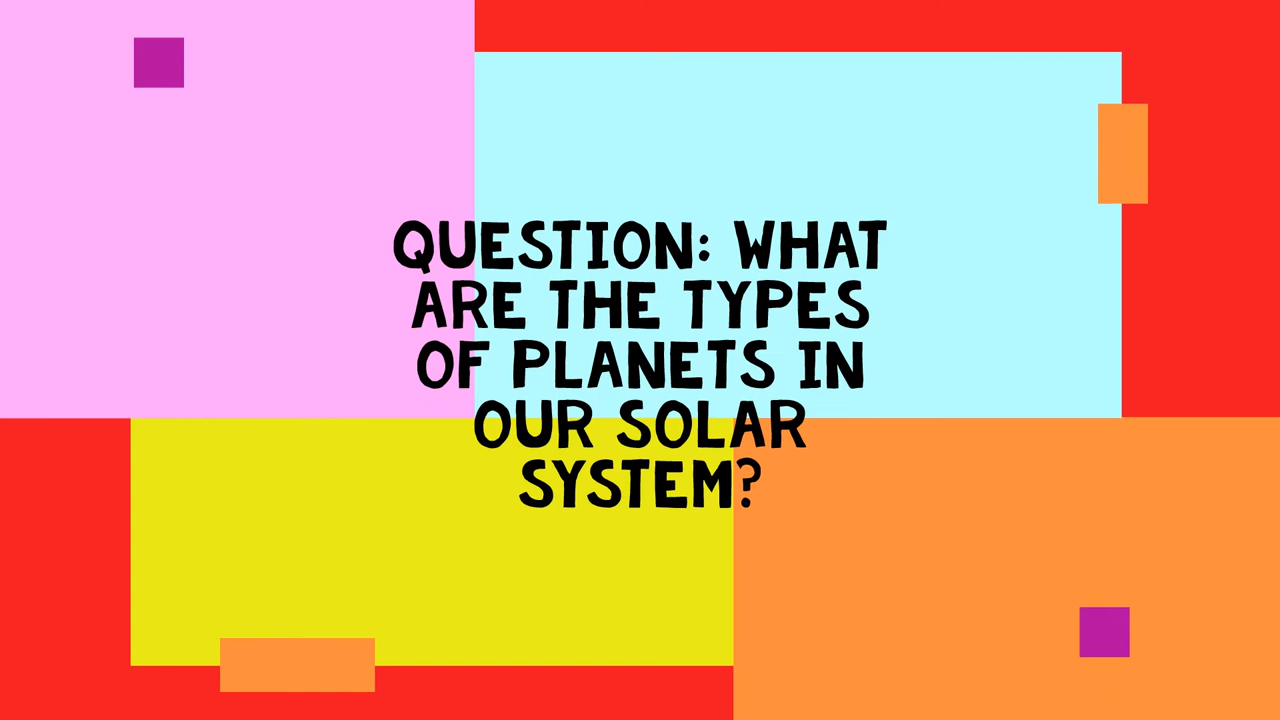 QUESTION: WHAT
ARE THE TYPES
OF PLANETS IN
OUR SOLAR
SYSTEM?